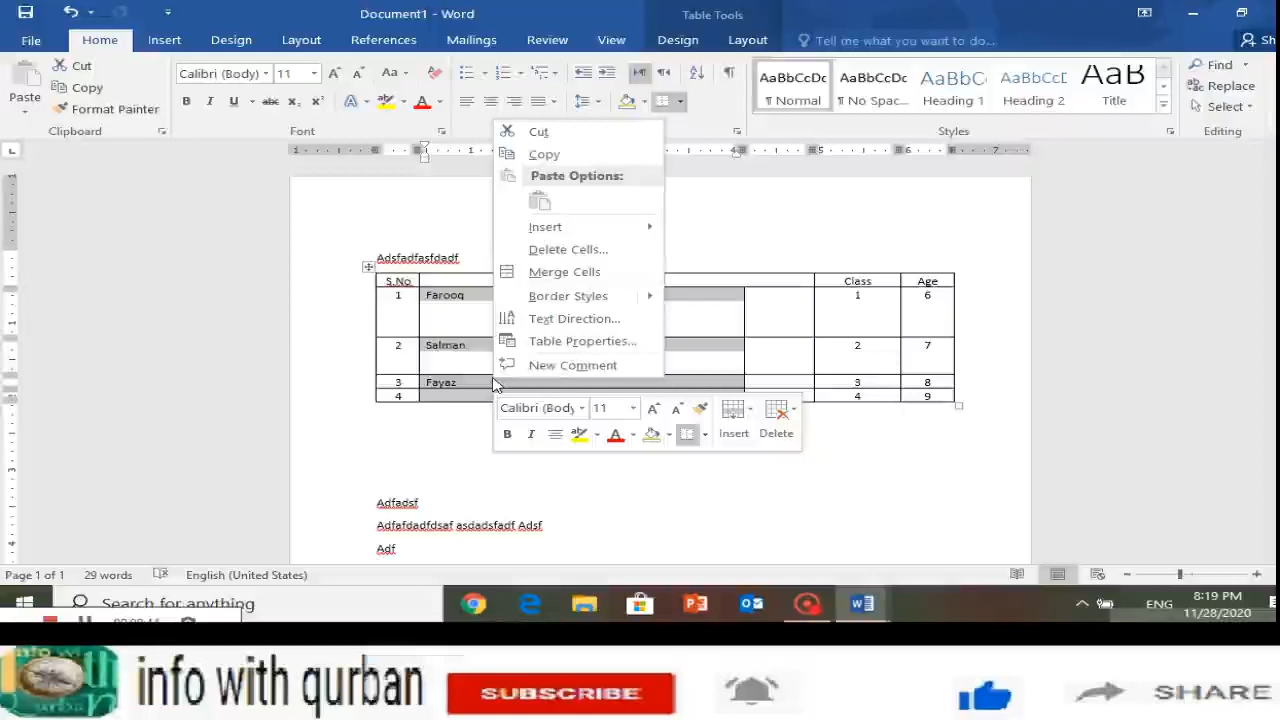 Document1 - Word
Table Tools
File Home Insert Design Layout References Mailings Review View Design Layout Tell me what you want to do... Sh
Paste
Cut
Copy
Format Painter
Clipboard
Calibri (Body) 11
Font
AaBbCcDc AaBbCcDc AaBbC AaBbCcD AaB
¶ Normal ¶ No Spac... Heading 1 Heading 2 Title
Styles
Find
Replace
Select
Editing
Cut
Copy
Paste Options:
Insert
Delete Cells...
Merge Cells
Border Styles
Text Direction...
Table Properties...
New Comment
Adsfadfasfdadf
S.No Class Age
1 Farooq 1 6
2 Salman 2 7
3 Fayaz 3 8
4 4 9
Calibri (Body 11
B I Insert Delete
Adfadsf
Adfafdadfdsaf asdadsfadf Adsf
Adf
Page 1 of 1 29 words English (United States)
Search for anything
ENG
8:19 PM
11/28/2020
info with qurban
SUBSCRIBE
SHARE